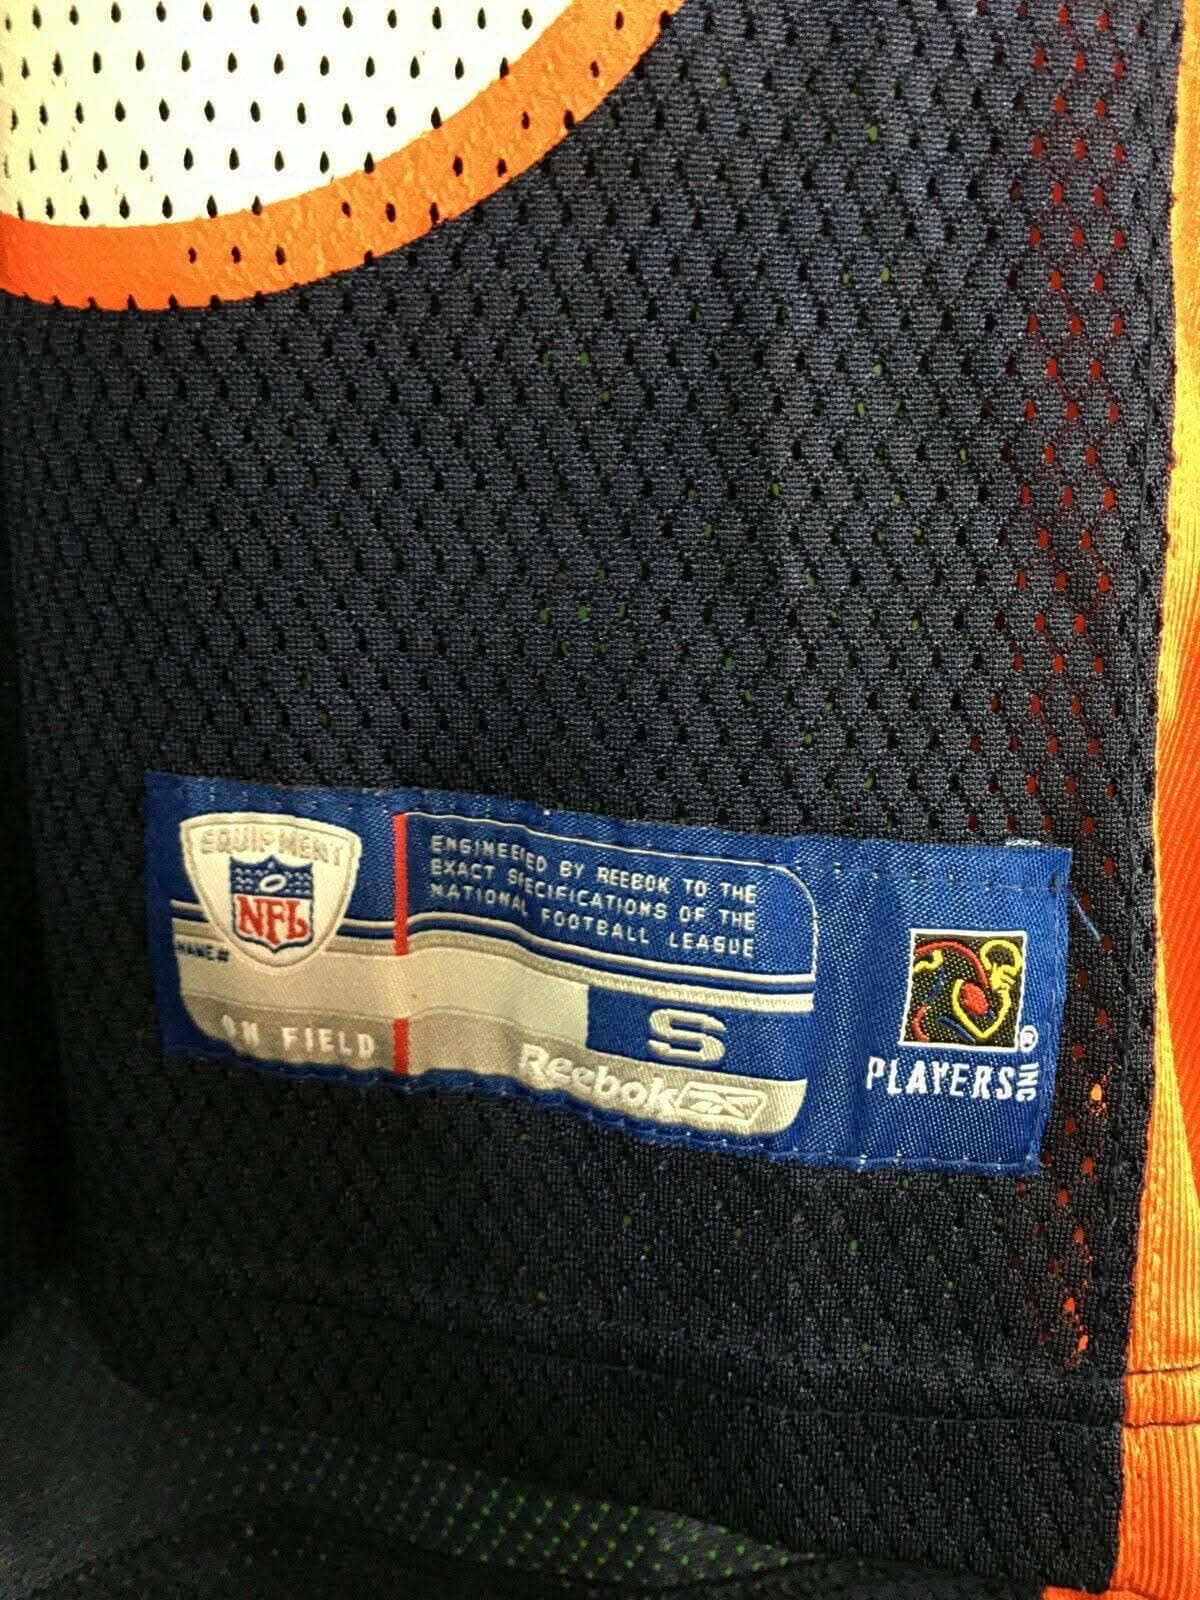 EQUIPMENT
NFL
ENGINEERED BY REEBOK TO THE
EXACT SPECIFICATIONS OF THE
NATIONAL FOOTBALL LEAGUE
ON FIELD
S
Reebok
PLAYERS INC
®